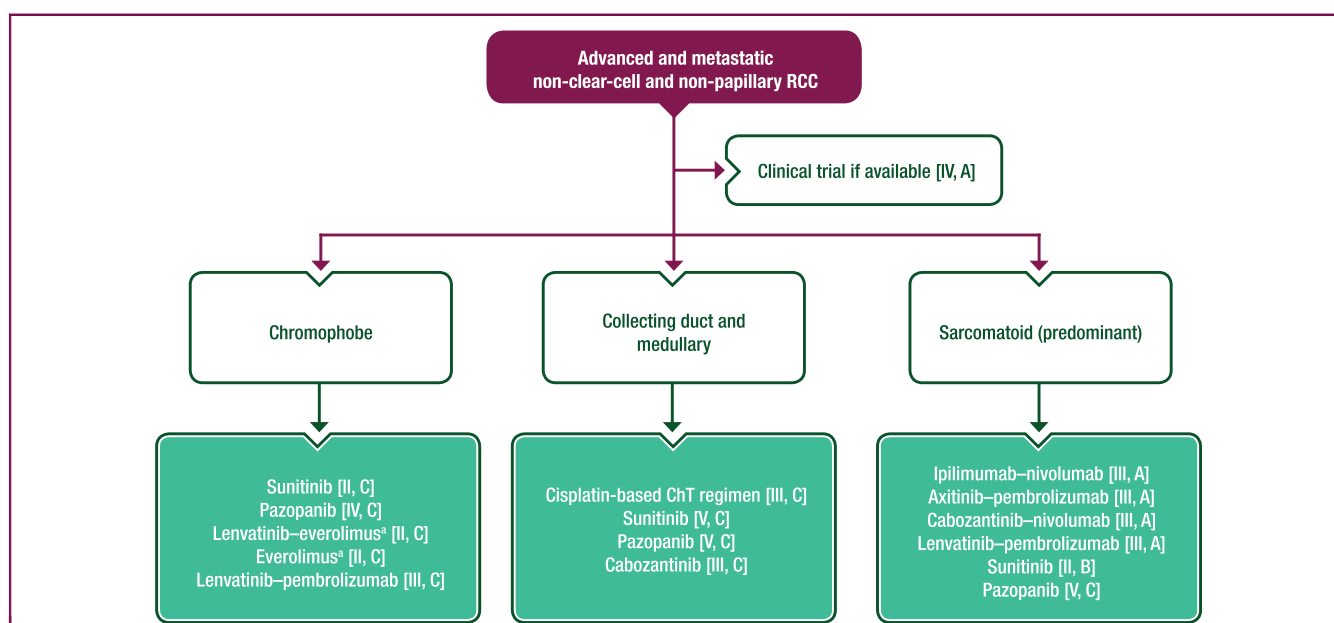 Advanced and metastatic
non-clear-cell and non-papillary RCC
Clinical trial if available [IV, A]
Chromophobe
Collecting duct and
medullary
Sarcomatoid (predominant)
Sunitinib [II, C]
Pazopanib [IV, C]
Lenvatinib–everolimusᵃ [II, C]
Everolimusᵃ [II, C]
Lenvatinib–pembrolizumab [III, C]
Cisplatin-based ChT regimen [III, C]
Sunitinib [V, C]
Pazopanib [V, C]
Cabozantinib [III, C]
Ipilimumab–nivolumab [III, A]
Axitinib–pembrolizumab [III, A]
Cabozantinib–nivolumab [III, A]
Lenvatinib–pembrolizumab [III, A]
Sunitinib [II, B]
Pazopanib [V, C]